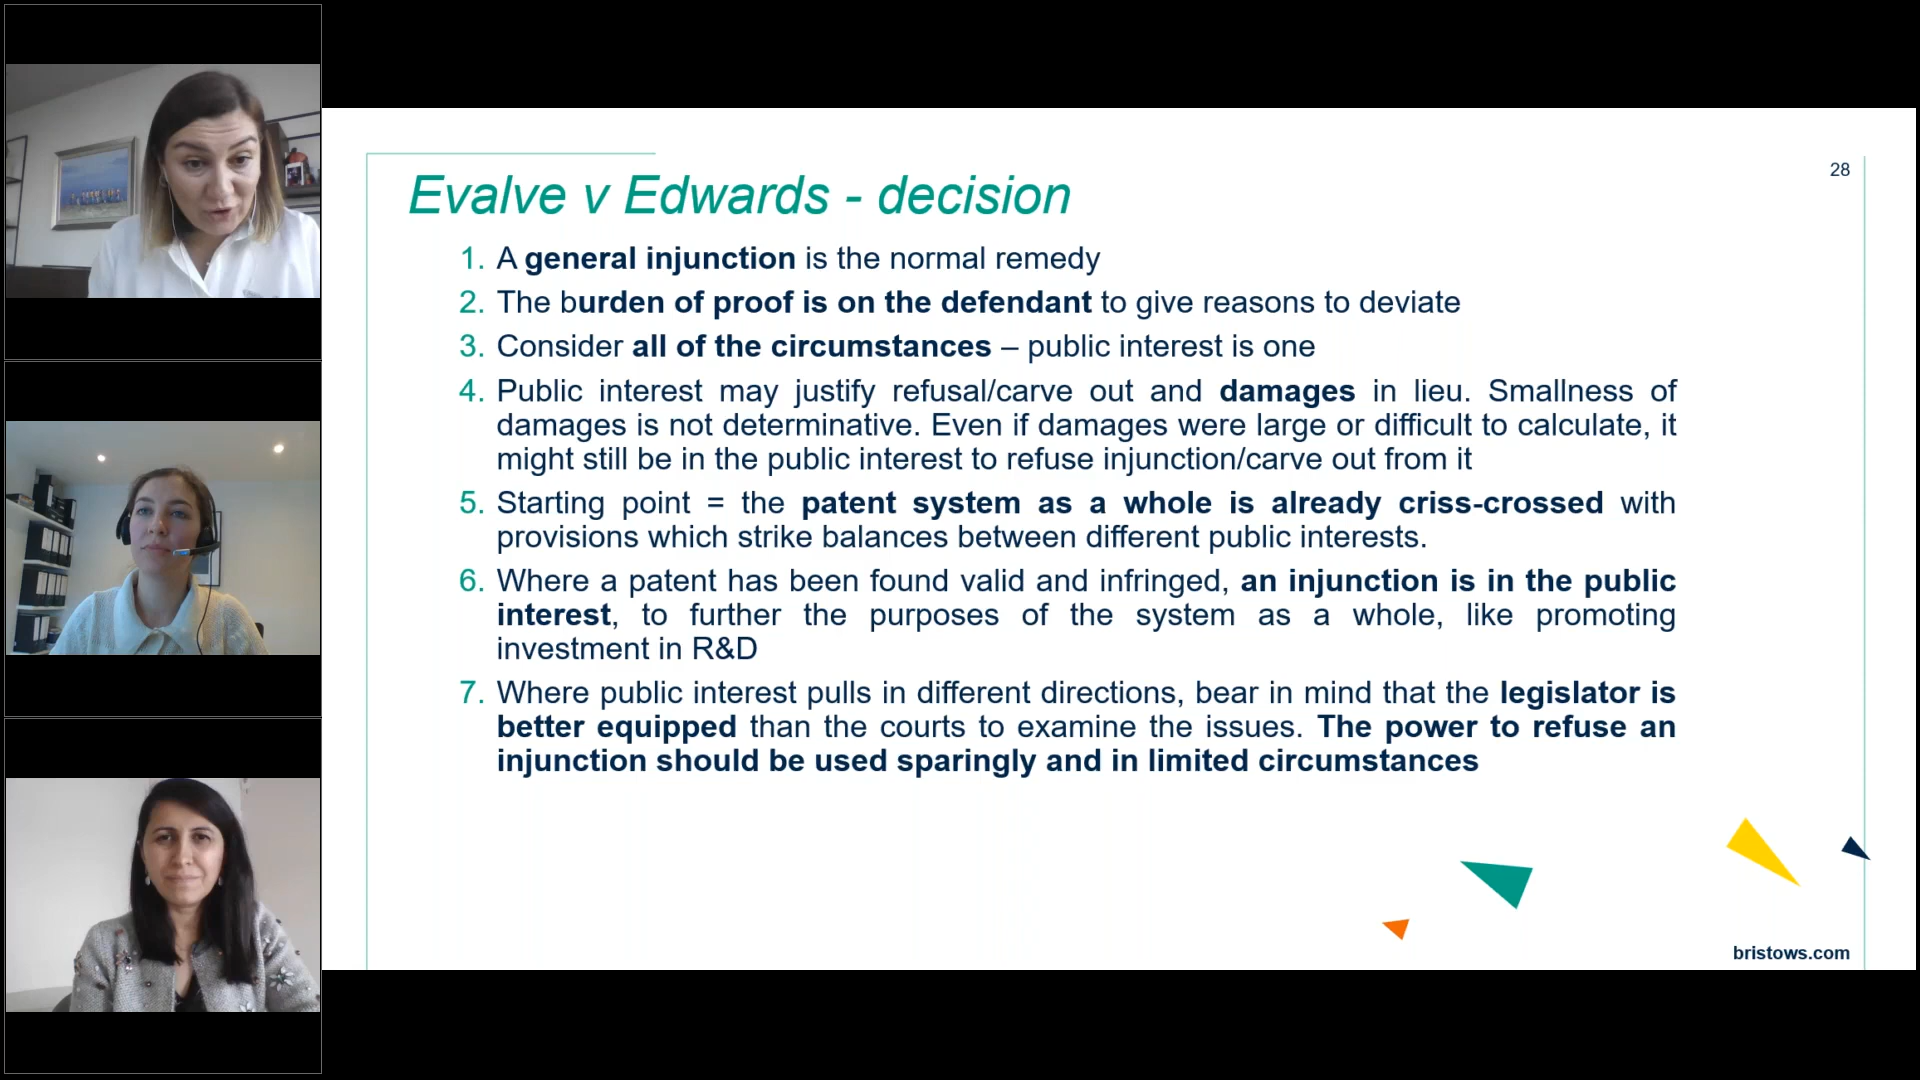 28
Evalve v Edwards - decision
1. A general injunction is the normal remedy
2. The burden of proof is on the defendant to give reasons to deviate
3. Consider all of the circumstances – public interest is one
4. Public interest may justify refusal/carve out and damages in lieu. Smallness of
damages is not determinative. Even if damages were large or difficult to calculate, it
might still be in the public interest to refuse injunction/carve out from it
5. Starting point = the patent system as a whole is already criss-crossed with
provisions which strike balances between different public interests.
6. Where a patent has been found valid and infringed, an injunction is in the public
interest, to further the purposes of the system as a whole, like promoting
investment in R&D
7. Where public interest pulls in different directions, bear in mind that the legislator is
better equipped than the courts to examine the issues. The power to refuse an
injunction should be used sparingly and in limited circumstances
bristows.com